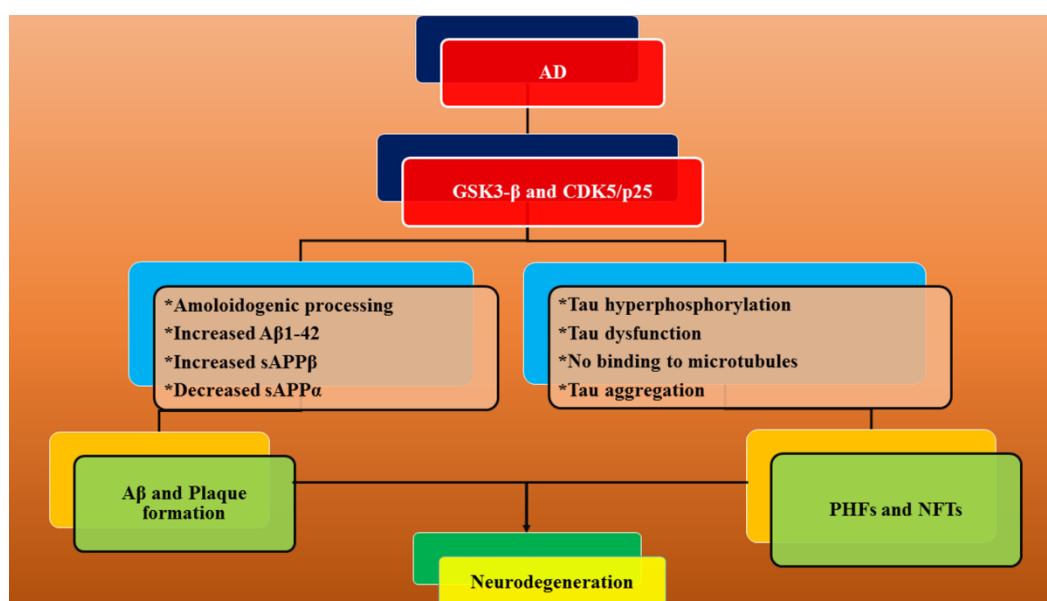 AD
GSK3-β and CDK5/p25
*Amoloidogenic processing
*Increased Aβ1-42
*Increased sAPPβ
*Decreased sAPPα
*Tau hyperphosphorylation
*Tau dysfunction
*No binding to microtubules
*Tau aggregation
Aβ and Plaque
formation
PHFs and NFTs
Neurodegeneration